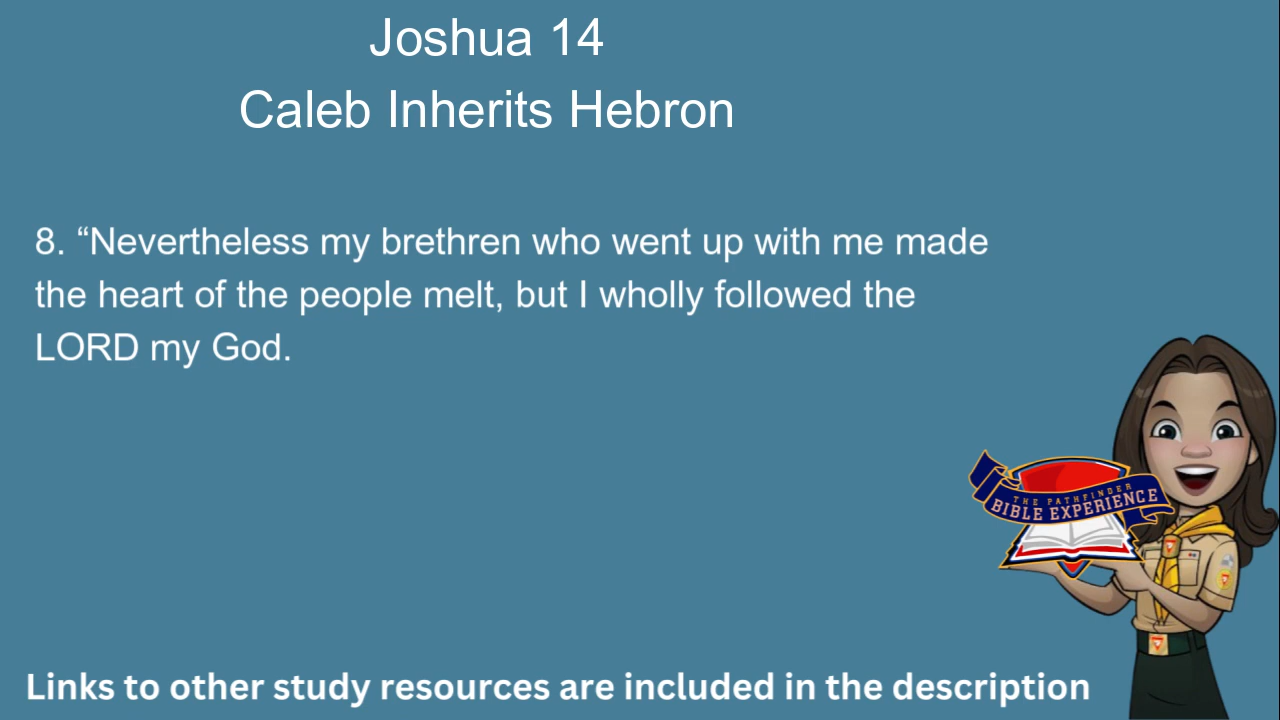 Joshua 14
Caleb Inherits Hebron
8. “Nevertheless my brethren who went up with me made
the heart of the people melt, but I wholly followed the
LORD my God.
THE PATHFINDER
BIBLE EXPERIENCE
Links to other study resources are included in the description